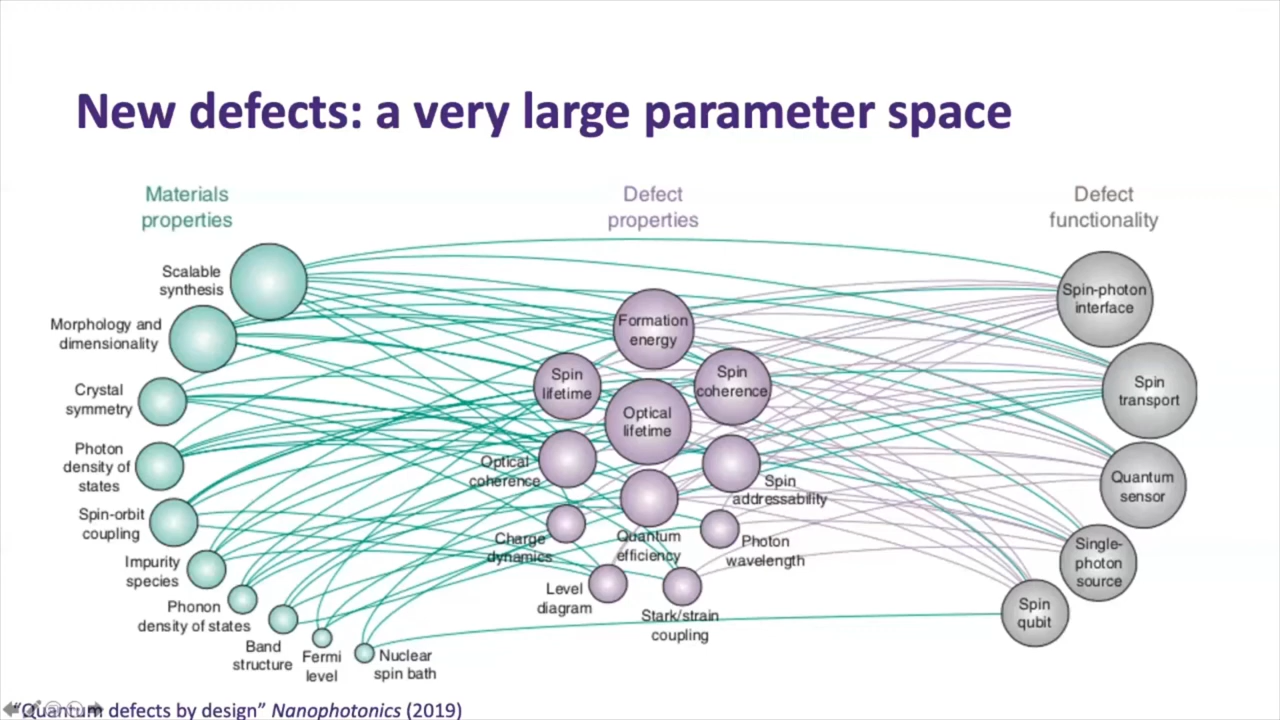 New defects: a very large parameter space
Materials
properties
Defect
properties
Defect
functionality
Scalable
synthesis
Morphology and
dimensionality
Crystal
symmetry
Photon
density of
states
Spin-orbit
coupling
Impurity
species
Phonon
density of states
Band
structure
Fermi
level
Nuclear
spin bath
Formation
energy
Spin
lifetime
Spin
coherence
Optical
lifetime
Optical
coherence
Spin
addressability
Charge
dynamics
Quantum
efficiency
Photon
wavelength
Level
diagram
Stark/strain
coupling
Spin-photon
interface
Spin
transport
Quantum
sensor
Single-
photon
source
Spin
qubit
“Quantum defects by design” Nanophotonics (2019)